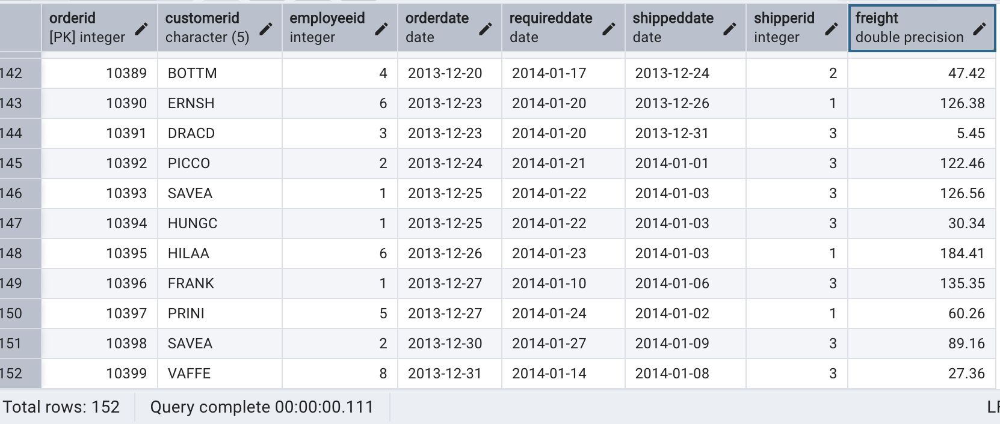 orderid customerid employeeid orderdate requireddate shippeddate shipperid freight
[PK] integer character (5) integer date date date integer double precision
142 10389 BOTTM 4 2013-12-20 2014-01-17 2013-12-24 2 47.42
143 10390 ERNSH 6 2013-12-23 2014-01-20 2013-12-26 1 126.38
144 10391 DRACD 3 2013-12-23 2014-01-20 2013-12-31 3 5.45
145 10392 PICCO 2 2013-12-24 2014-01-21 2014-01-01 3 122.46
146 10393 SAVEA 1 2013-12-25 2014-01-22 2014-01-03 3 126.56
147 10394 HUNGC 1 2013-12-25 2014-01-22 2014-01-03 3 30.34
148 10395 HILAA 6 2013-12-26 2014-01-23 2014-01-03 1 184.41
149 10396 FRANK 1 2013-12-27 2014-01-10 2014-01-06 3 135.35
150 10397 PRINI 5 2013-12-27 2014-01-24 2014-01-02 1 60.26
151 10398 SAVEA 2 2013-12-30 2014-01-27 2014-01-09 3 89.16
152 10399 VAFFE 8 2013-12-31 2014-01-14 2014-01-08 3 27.36
Total rows: 152 Query complete 00:00:00.111